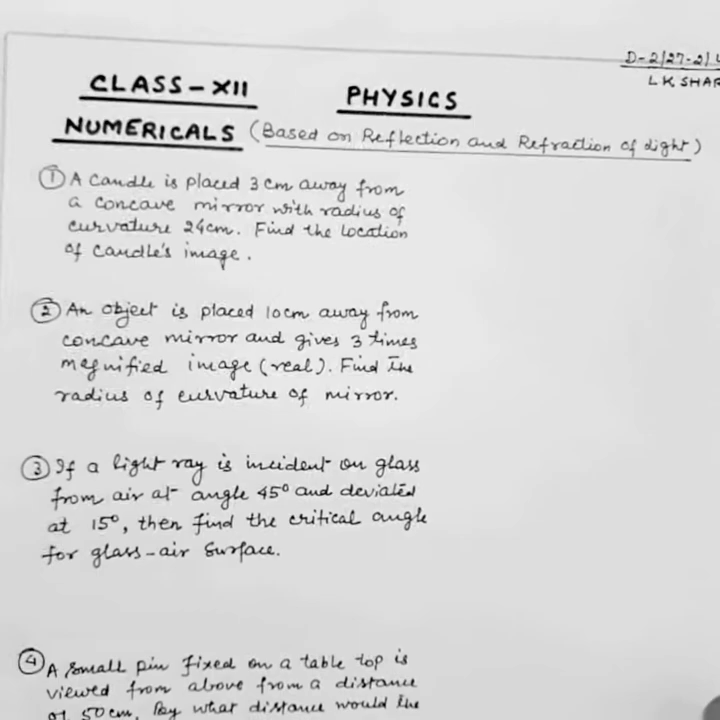 D-2/27-2/
L K SHAR
CLASS-XII PHYSICS
NUMERICALS (Based on Reflection and Refraction of light)
① A candle is placed 3 cm away from
a concave mirror with radius of
curvature 24cm. Find the location
of candle's image.
② An object is placed 10cm away from
concave mirror and gives 3 times
magnified image (real). Find the
radius of curvature of mirror.
③ If a light ray is incident on glass
from air at angle 45° and deviated
at 15°, then find the critical angle
for glass-air surface.
④ A small pin fixed on a table top is
viewed from above from a distance
of 50cm. By what distance would the